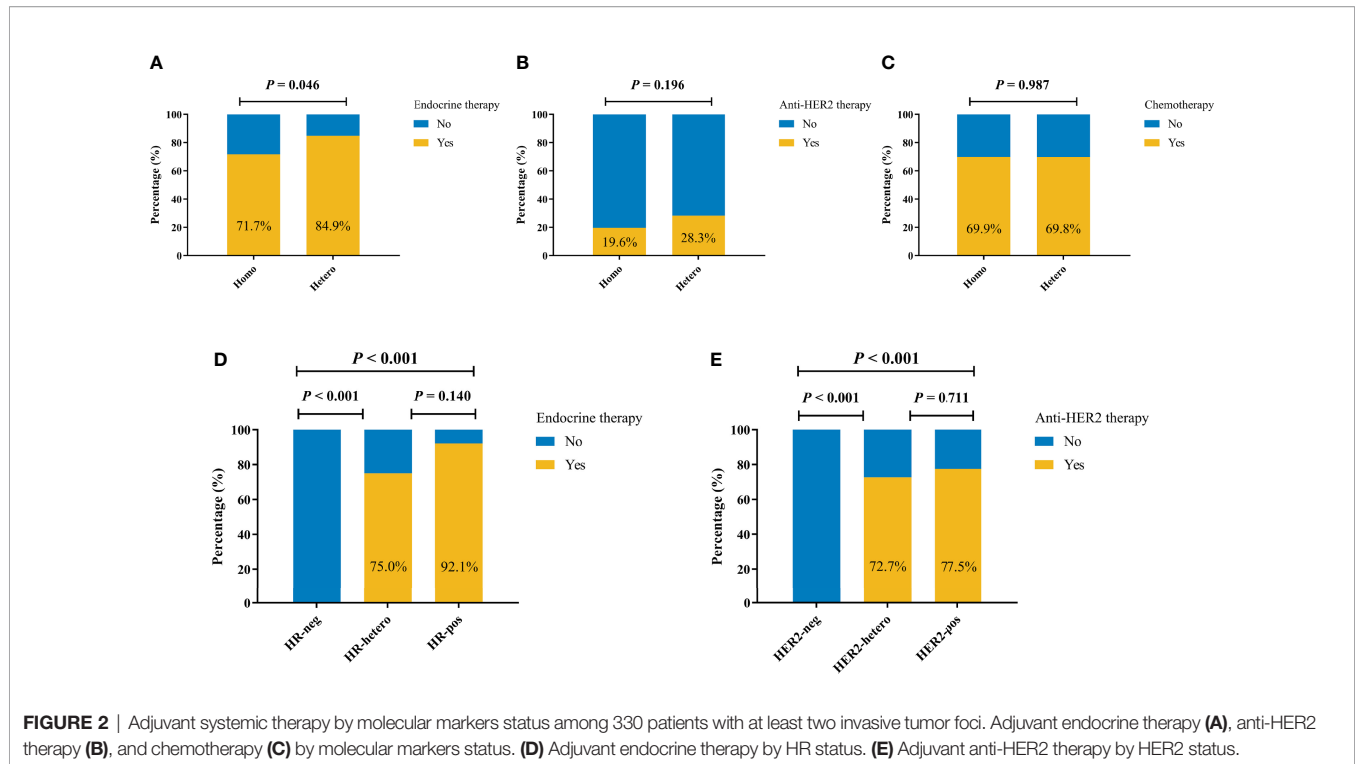 A
P = 0.046
Endocrine therapy
No
Yes
Percentage (%)
100
80
60
40
20
0
71.7%
84.9%
Homo
Hetero
B
P = 0.196
Anti-HER2 therapy
No
Yes
Percentage (%)
100
80
60
40
20
0
19.6%
28.3%
Homo
Hetero
C
P = 0.987
Chemotherapy
No
Yes
Percentage (%)
100
80
60
40
20
0
69.9%
69.8%
Homo
Hetero
D
P < 0.001
P < 0.001
P = 0.140
Endocrine therapy
No
Yes
Percentage (%)
100
80
60
40
20
0
75.0%
92.1%
HR-neg
HR-hetero
HR-pos
E
P < 0.001
P < 0.001
P = 0.711
Anti-HER2 therapy
No
Yes
Percentage (%)
100
80
60
40
20
0
72.7%
77.5%
HER2-neg
HER2-hetero
HER2-pos
FIGURE 2 | Adjuvant systemic therapy by molecular markers status among 330 patients with at least two invasive tumor foci. Adjuvant endocrine therapy (A), anti-HER2
therapy (B), and chemotherapy (C) by molecular markers status. (D) Adjuvant endocrine therapy by HR status. (E) Adjuvant anti-HER2 therapy by HER2 status.